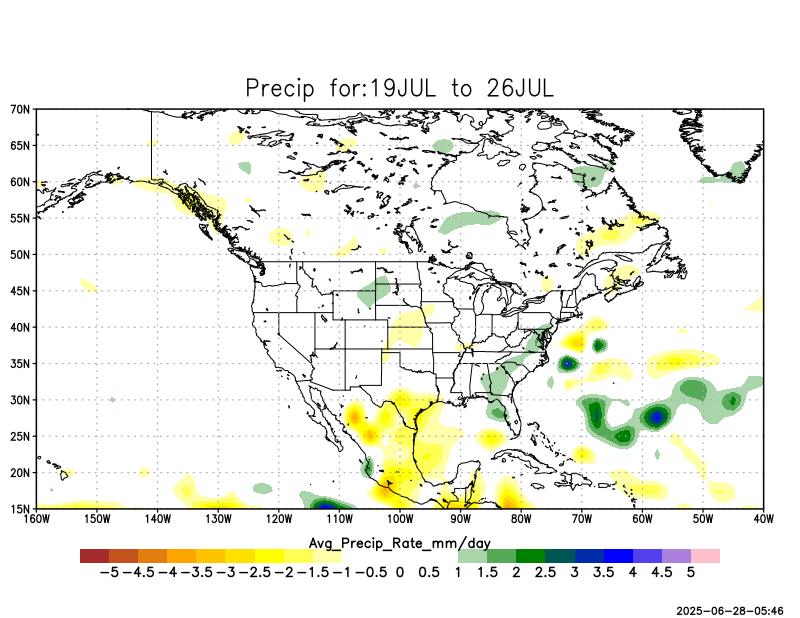 Precip for:19JUL to 26JUL
70N
65N
60N
55N
50N
45N
40N
35N
30N
25N
20N
15N
160W 150W 140W 130W 120W 110W 100W 90W 80W 70W 60W 50W 40W
Avg_Precip_Rate_mm/day
-5 -4.5 -4 -3.5 -3 -2.5 -2 -1.5 -1 -0.5 0 0.5 1 1.5 2 2.5 3 3.5 4 4.5 5
2025-06-28-05:46